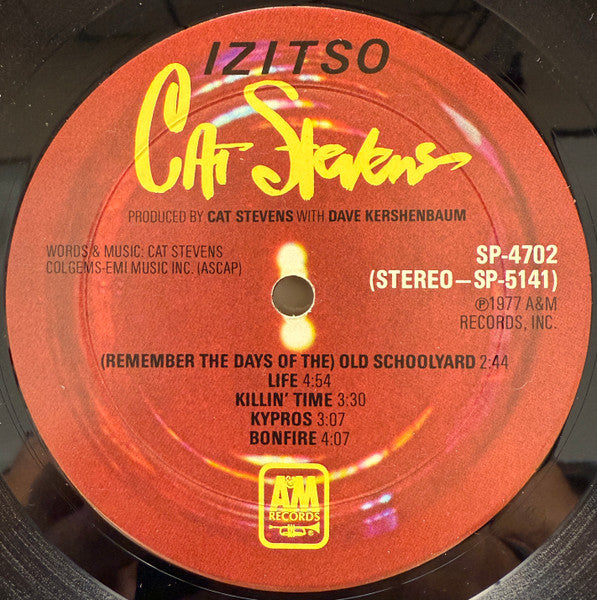 IZITSO
Cat Stevens
PRODUCED BY CAT STEVENS WITH DAVE KERSHENBAUM
WORDS & MUSIC: CAT STEVENS
COLGEMS-EMI MUSIC INC. (ASCAP)
SP-4702
(STEREO–SP-5141)
℗1977 A&M
RECORDS, INC.
(REMEMBER THE DAYS OF THE) OLD SCHOOLYARD 2:44
LIFE 4:54
KILLIN' TIME 3:30
KYPROS 3:07
BONFIRE 4:07
A&M
RECORDS